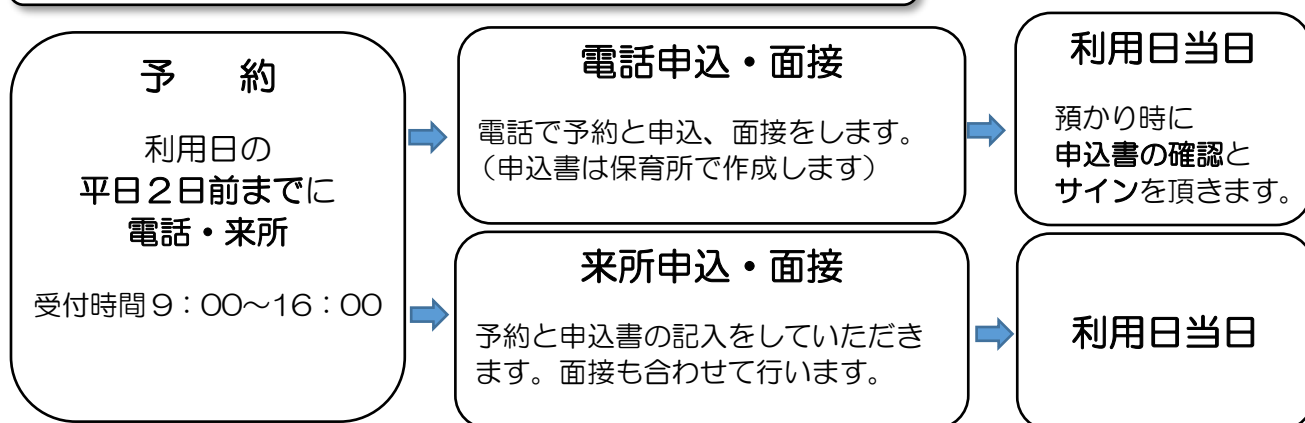 予　約
利用日の
平日２日前までに
電話・来所
受付時間９：００～１６：００
電話申込・面接
電話で予約と申込、面接をします。
（申込書は保育所で作成します）
利用日当日
預かり時に
申込書の確認と
サインを頂きます。
来所申込・面接
予約と申込書の記入をしていただき
ます。面接も合わせて行います。
利用日当日